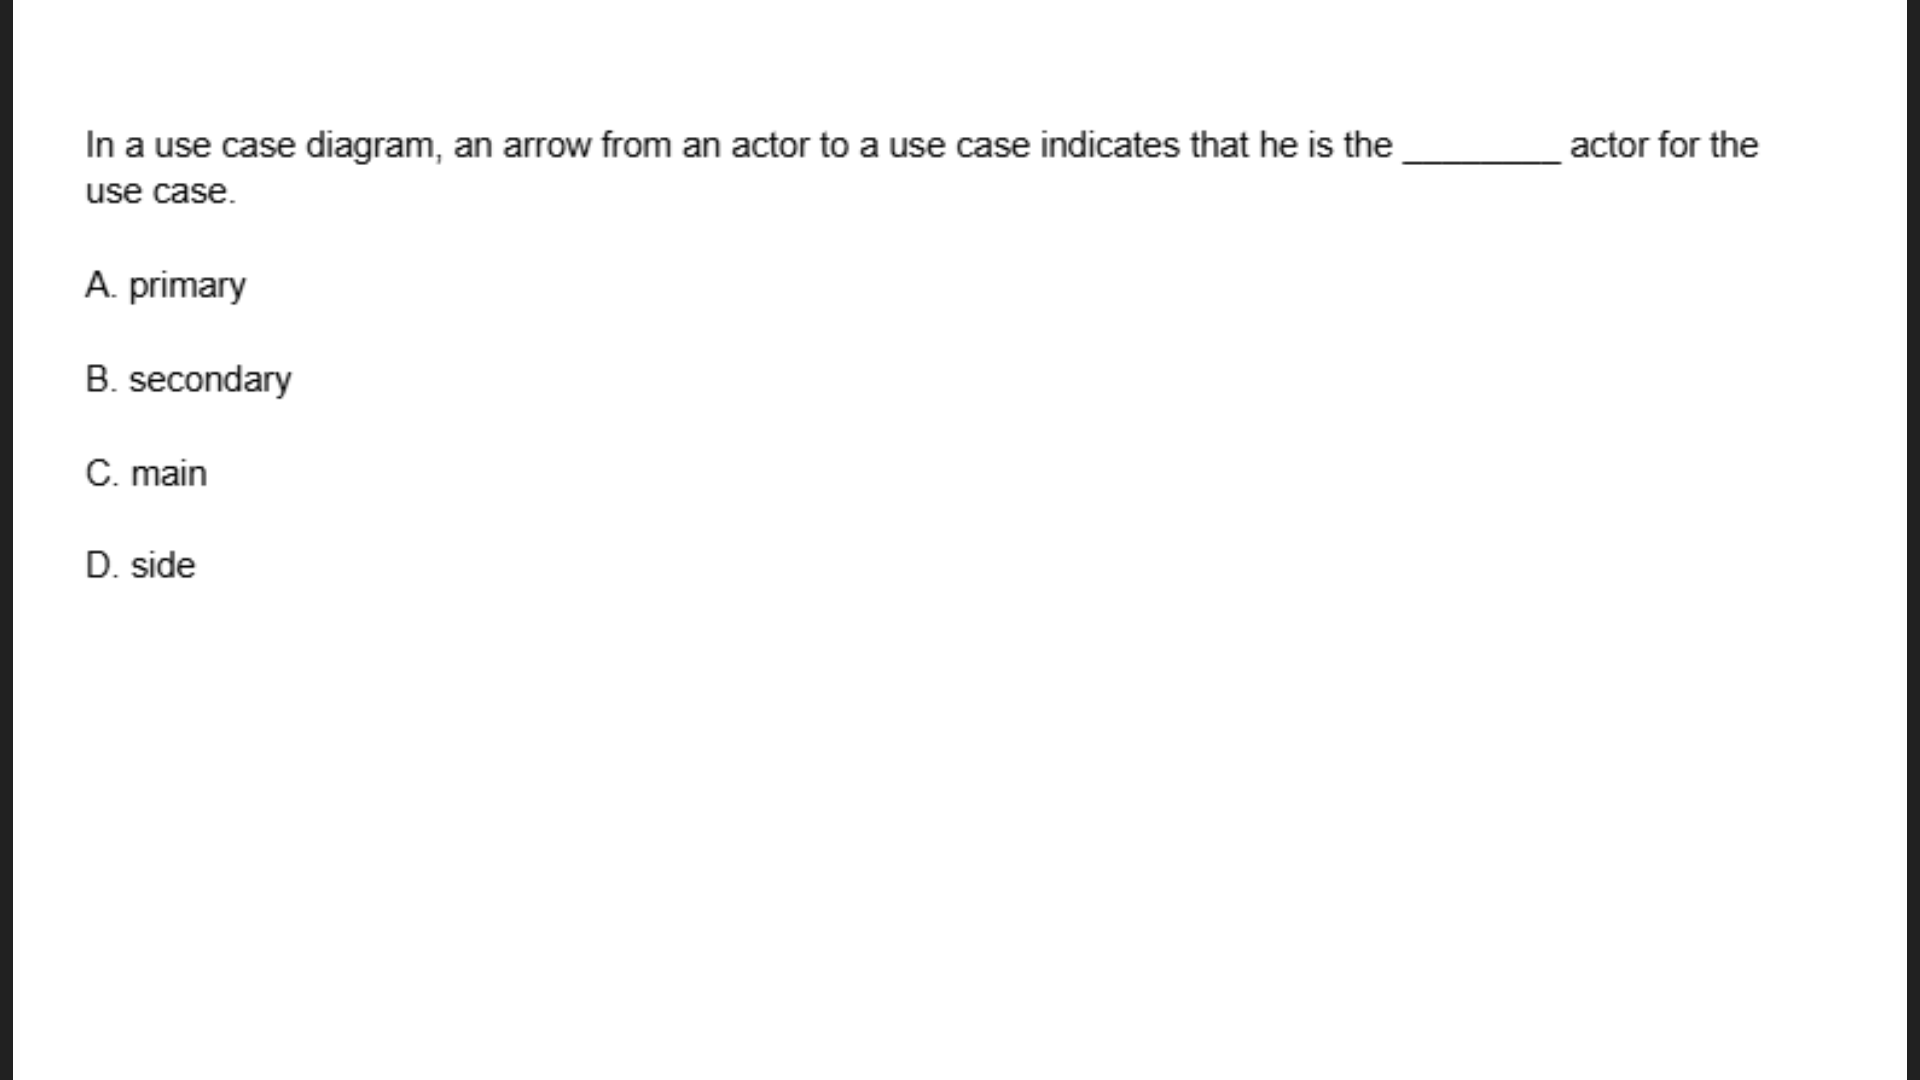 In a use case diagram, an arrow from an actor to a use case indicates that he is the ________ actor for the
use case.
A. primary
B. secondary
C. main
D. side